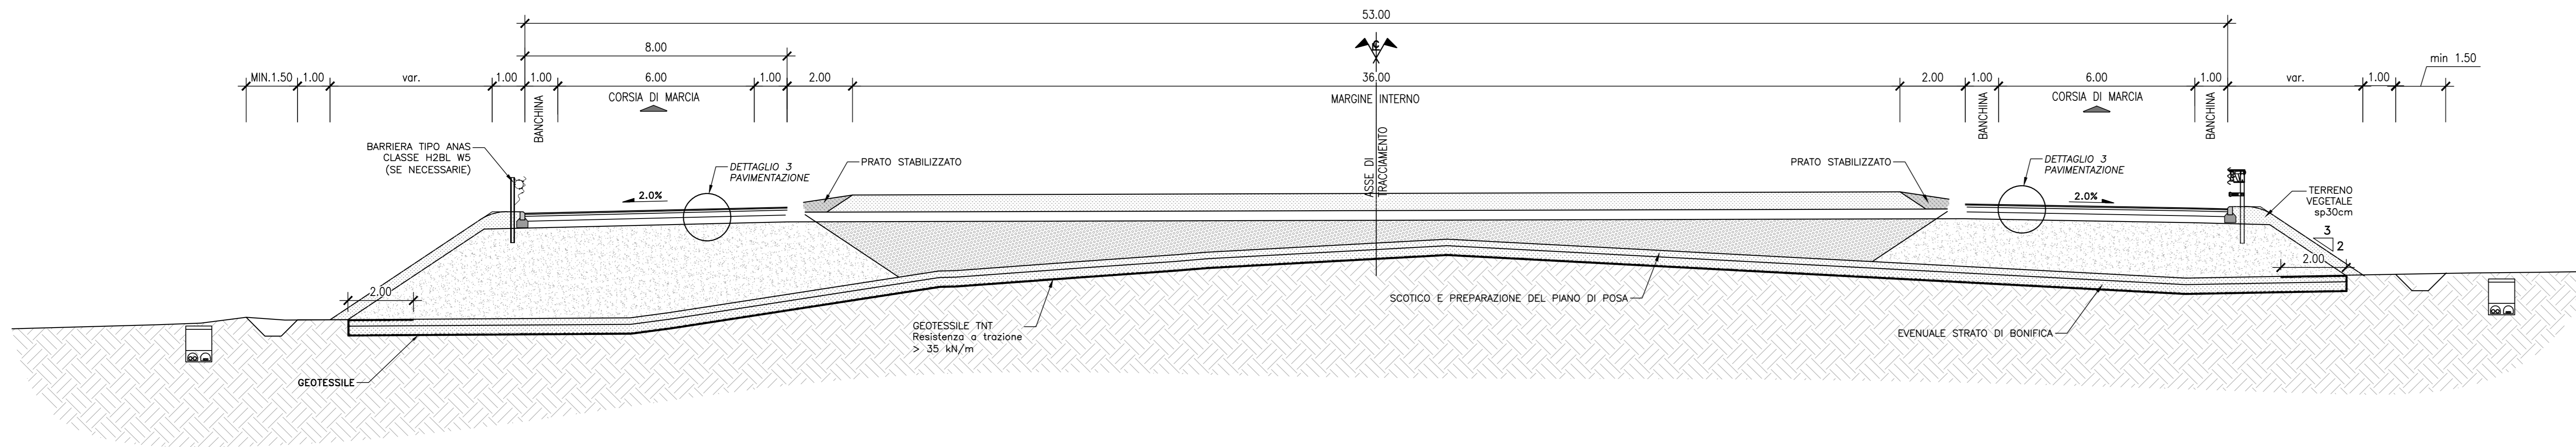 53.00
8.00
MIN.1.50
1.00
var.
1.00
1.00
6.00
1.00
2.00
36.00
2.00
1.00
6.00
1.00
var.
1.00
min 1.50
BANCHINA
CORSIA DI MARCIA
MARGINE INTERNO
BANCHINA
CORSIA DI MARCIA
BANCHINA
ASSE DI
TRACCIAMENTO
BARRIERA TIPO ANAS
CLASSE H2BL W5
(SE NECESSARIE)
DETTAGLIO 3
PAVIMENTAZIONE
PRATO STABILIZZATO
PRATO STABILIZZATO
DETTAGLIO 3
PAVIMENTAZIONE
2.0%
2.0%
TERRENO
VEGETALE
sp30cm
3
2
2.00
2.00
SCOTICO E PREPARAZIONE DEL PIANO DI POSA
GEOTESSILE TNT
Resistenza a trazione
> 35 kN/m
EVENUALE STRATO DI BONIFICA
GEOTESSILE